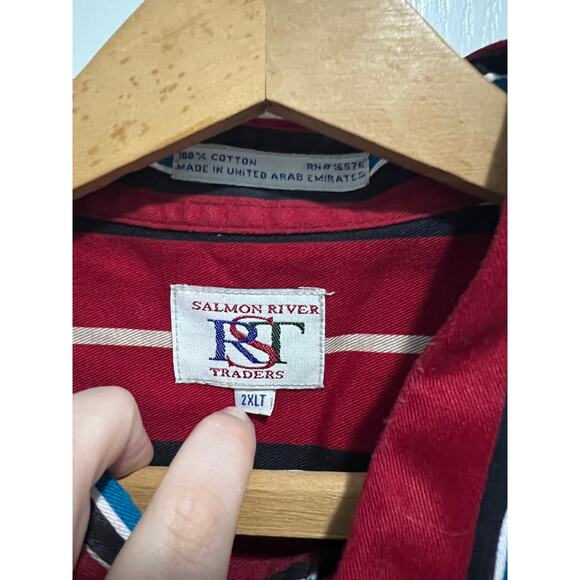 100% COTTON RN#16576
MADE IN UNITED ARAB EMIRATES
SALMON RIVER
RST
TRADERS
2XLT